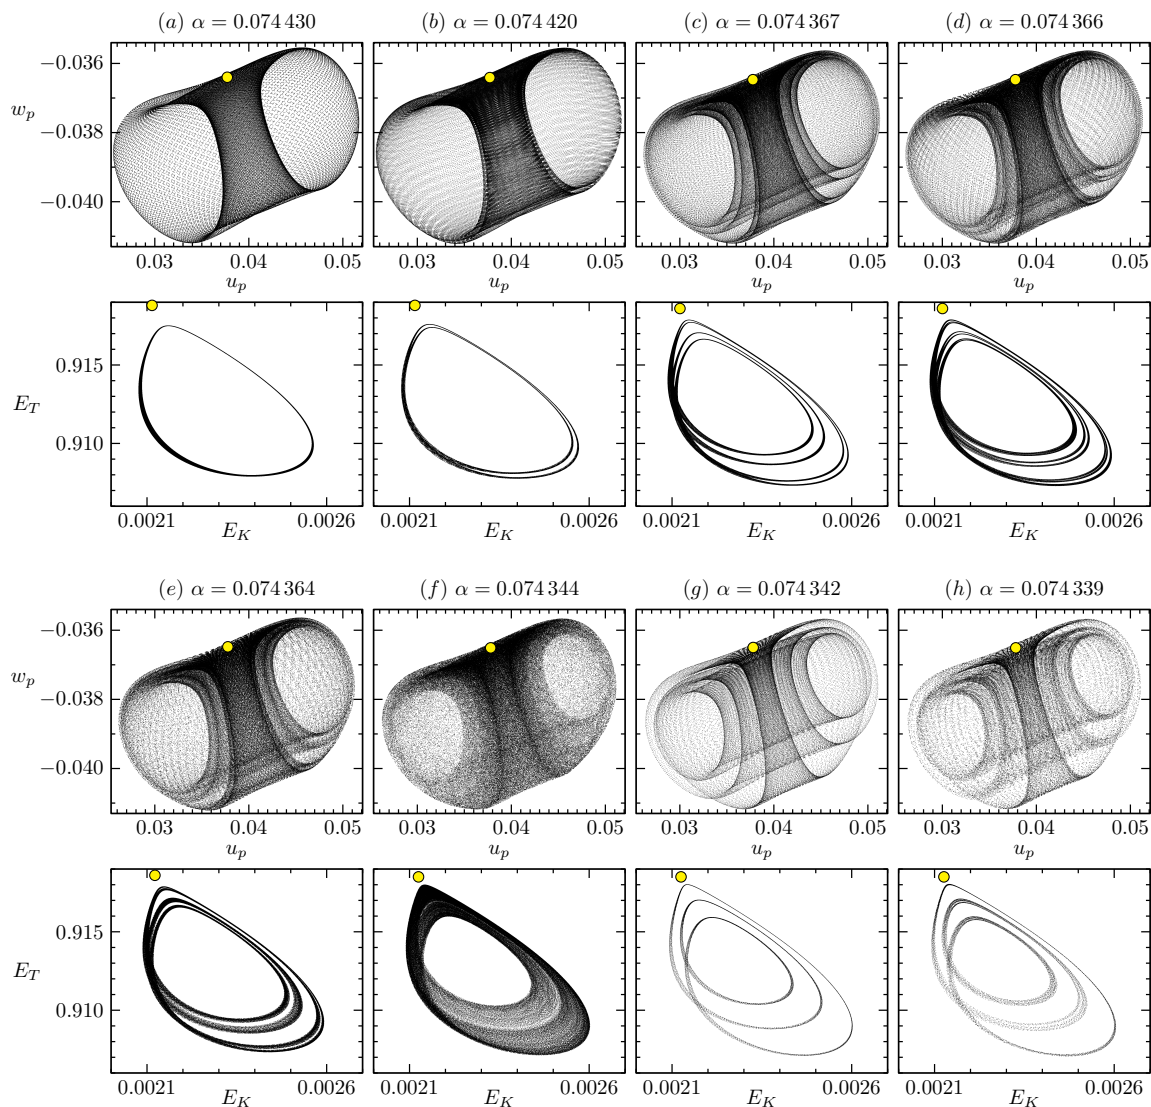 (a) α = 0.074 430 (b) α = 0.074 420 (c) α = 0.074 367 (d) α = 0.074 366
−0.036
w_p
−0.038
−0.040
0.03 0.04 0.05 0.03 0.04 0.05 0.03 0.04 0.05 0.03 0.04 0.05
u_p u_p u_p u_p
0.915
E_T
0.910
0.0021 0.0026 0.0021 0.0026 0.0021 0.0026 0.0021 0.0026
E_K E_K E_K E_K
(e) α = 0.074 364 (f) α = 0.074 344 (g) α = 0.074 342 (h) α = 0.074 339
−0.036
w_p
−0.038
−0.040
0.03 0.04 0.05 0.03 0.04 0.05 0.03 0.04 0.05 0.03 0.04 0.05
u_p u_p u_p u_p
0.915
E_T
0.910
0.0021 0.0026 0.0021 0.0026 0.0021 0.0026 0.0021 0.0026
E_K E_K E_K E_K